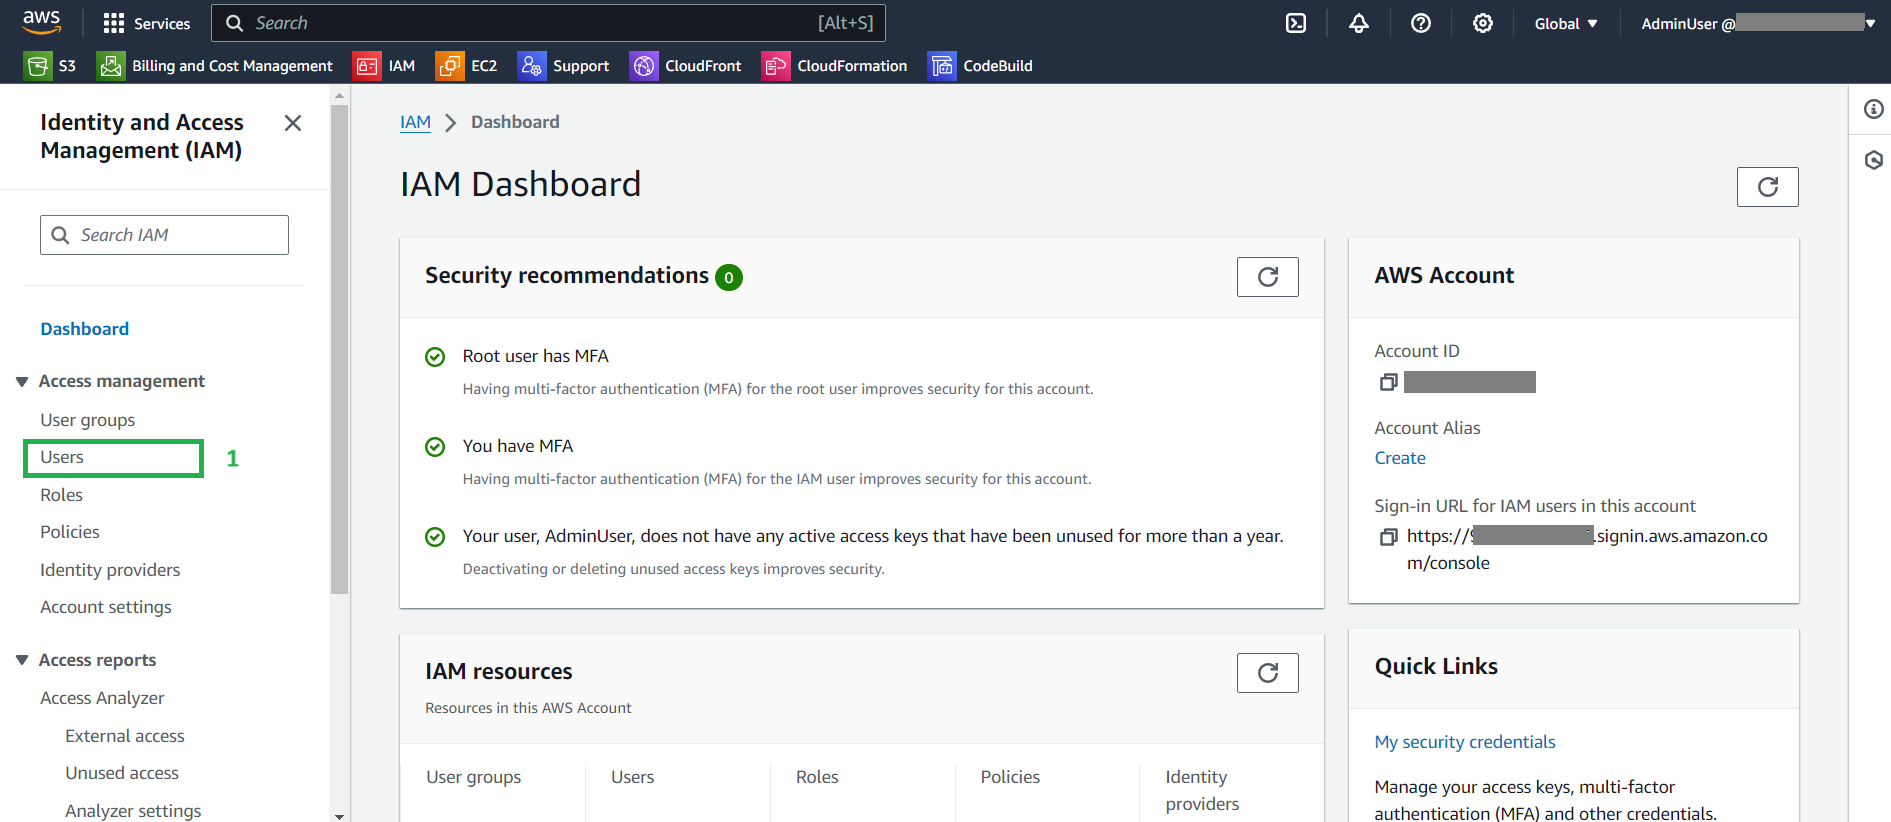 aws
Services
Search
[Alt+S]
Global
AdminUser @
S3
Billing and Cost Management
IAM
EC2
Support
CloudFront
CloudFormation
CodeBuild
Identity and Access
Management (IAM)
Search IAM
Dashboard
Access management
User groups
Users
1
Roles
Policies
Identity providers
Account settings
Access reports
Access Analyzer
External access
Unused access
Analyzer settings
IAM
Dashboard
IAM Dashboard
Security recommendations 0
Root user has MFA
Having multi-factor authentication (MFA) for the root user improves security for this account.
You have MFA
Having multi-factor authentication (MFA) for the IAM user improves security for this account.
Your user, AdminUser, does not have any active access keys that have been unused for more than a year.
Deactivating or deleting unused access keys improves security.
IAM resources
Resources in this AWS Account
User groups
Users
Roles
Policies
Identity
providers
AWS Account
Account ID
Account Alias
Create
Sign-in URL for IAM users in this account
https://9 .signin.aws.amazon.co
m/console
Quick Links
My security credentials
Manage your access keys, multi-factor
authentication (MFA) and other credentials.